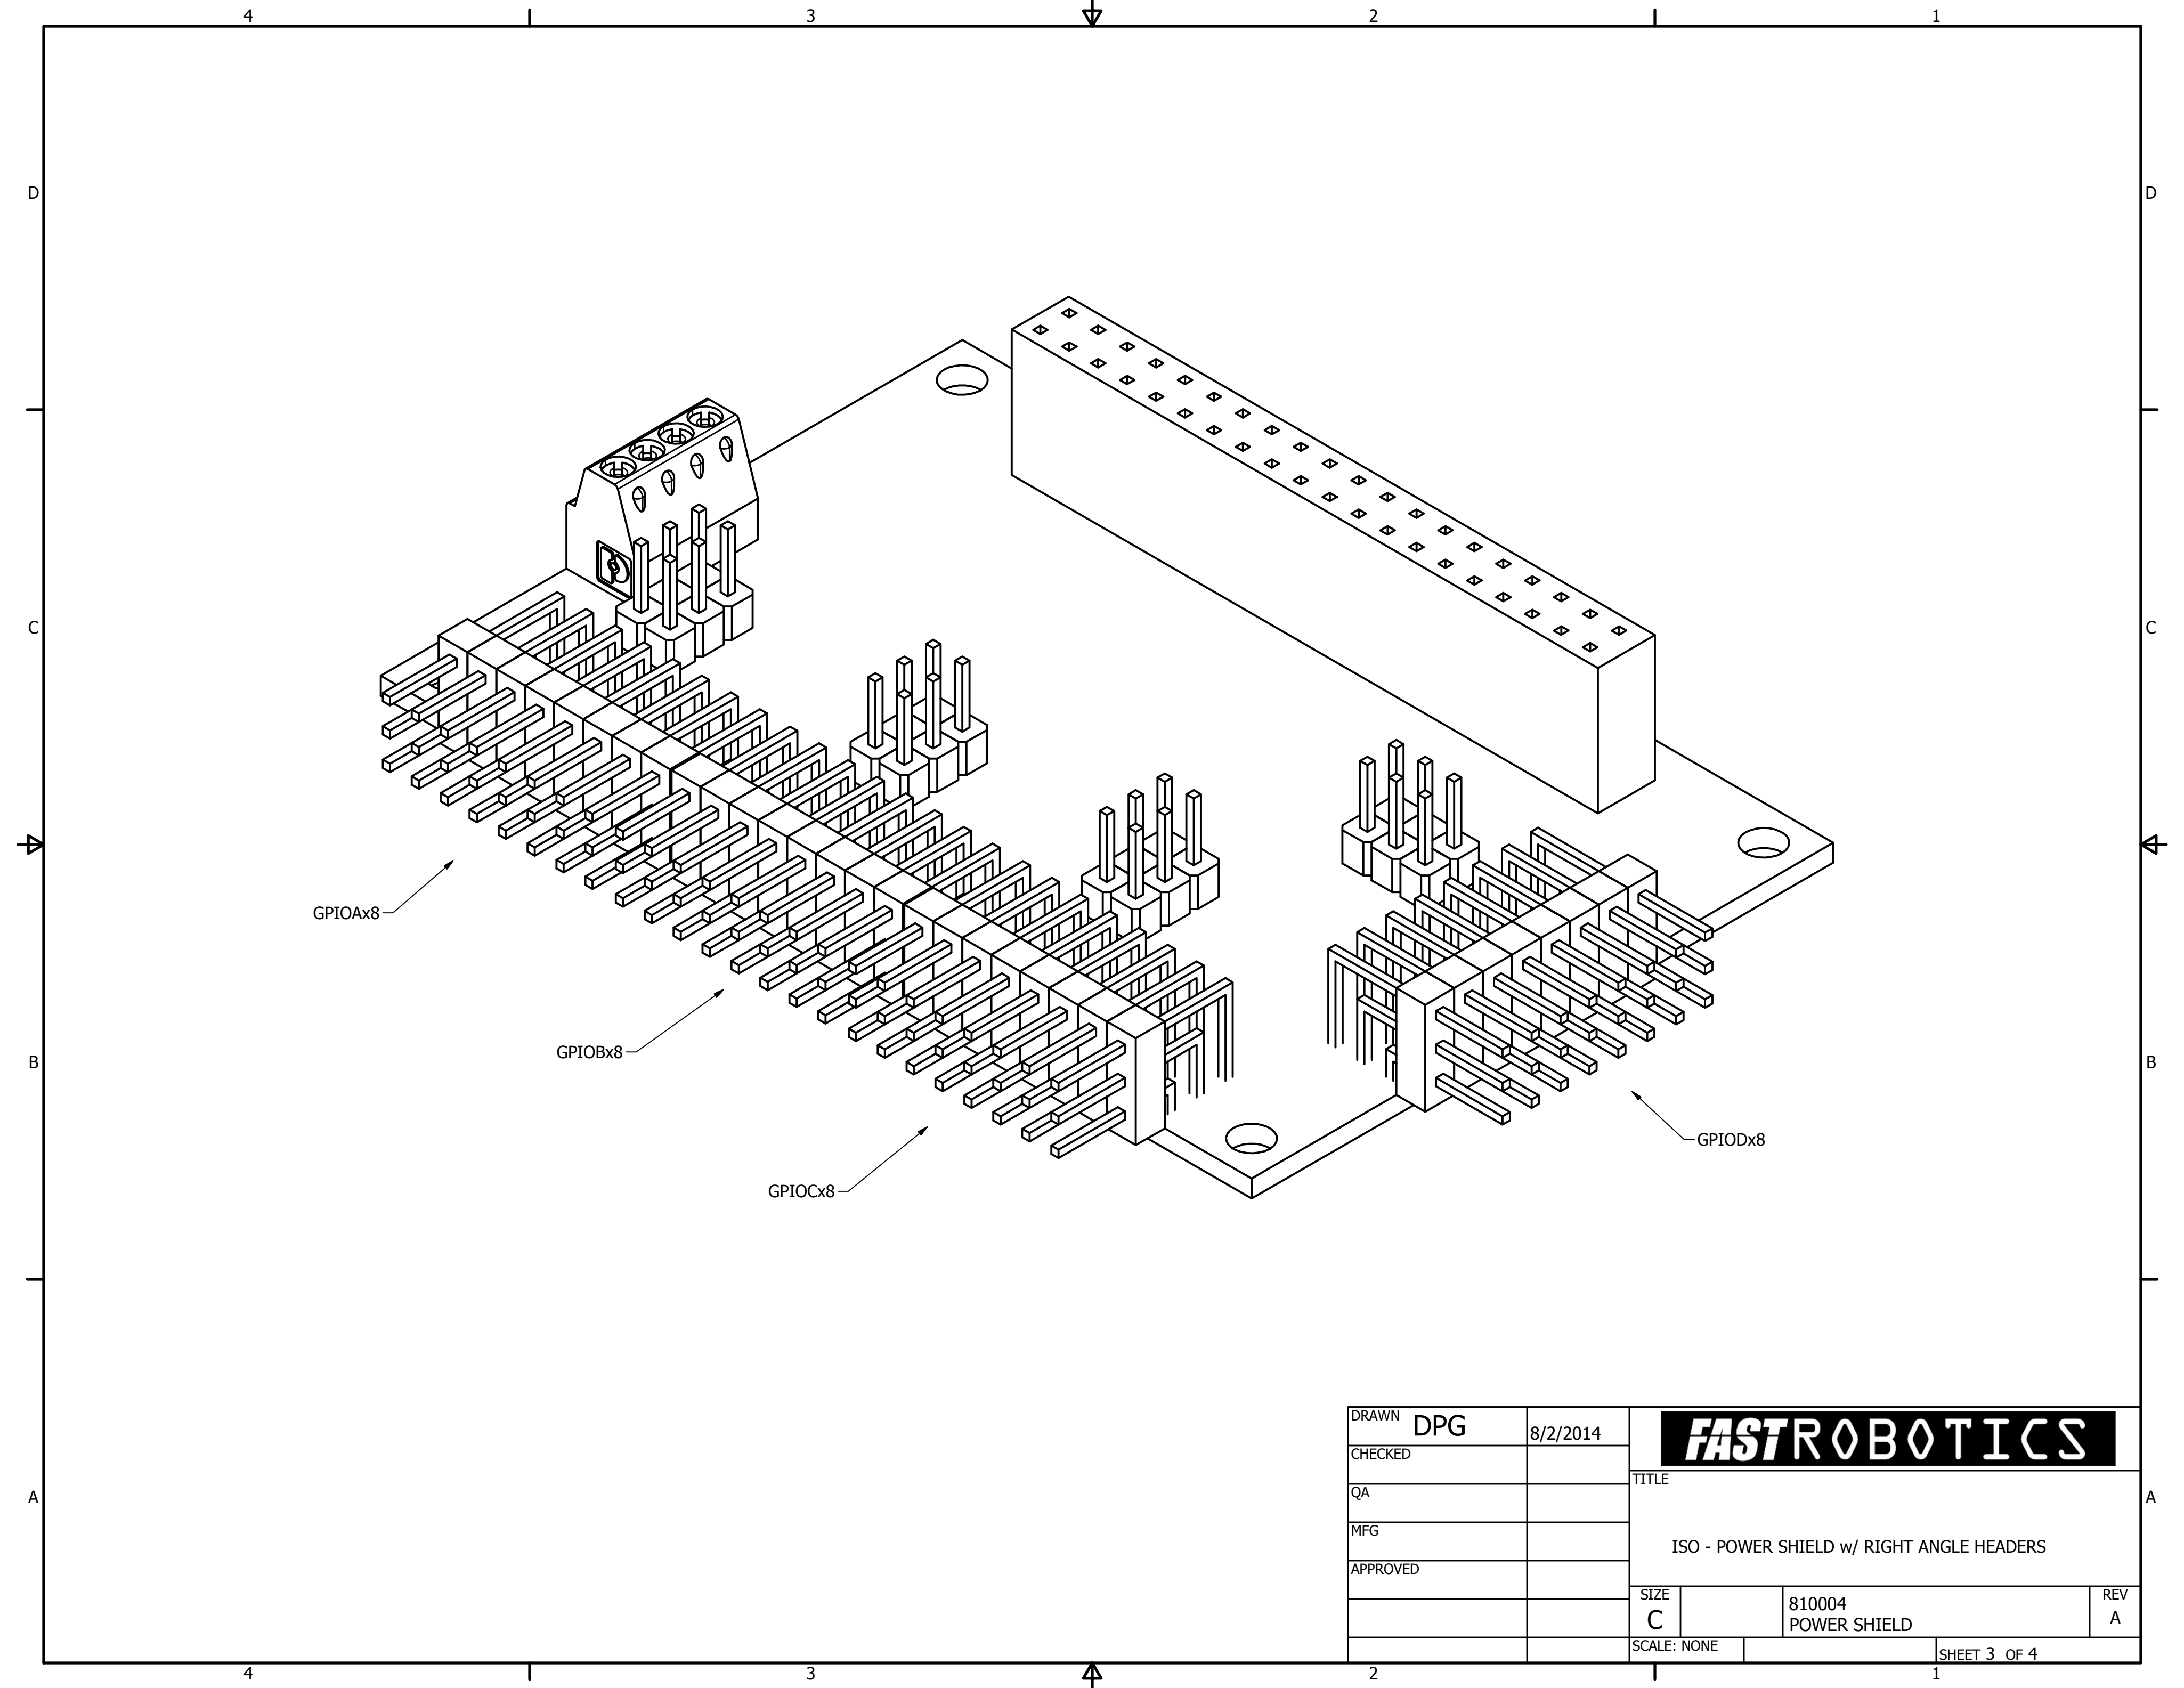 4 3 2 1
D D
C C
GPIOAx8
GPIOBx8
B B
GPIODx8
GPIOCx8
DRAWN DPG 8/2/2014
FASTROBOTICS
CHECKED
TITLE
QA
A A
MFG
ISO - POWER SHIELD w/ RIGHT ANGLE HEADERS
APPROVED
SIZE
C
810004
POWER SHIELD
REV
A
SCALE: NONE
SHEET 3 OF 4
4 3 2 1